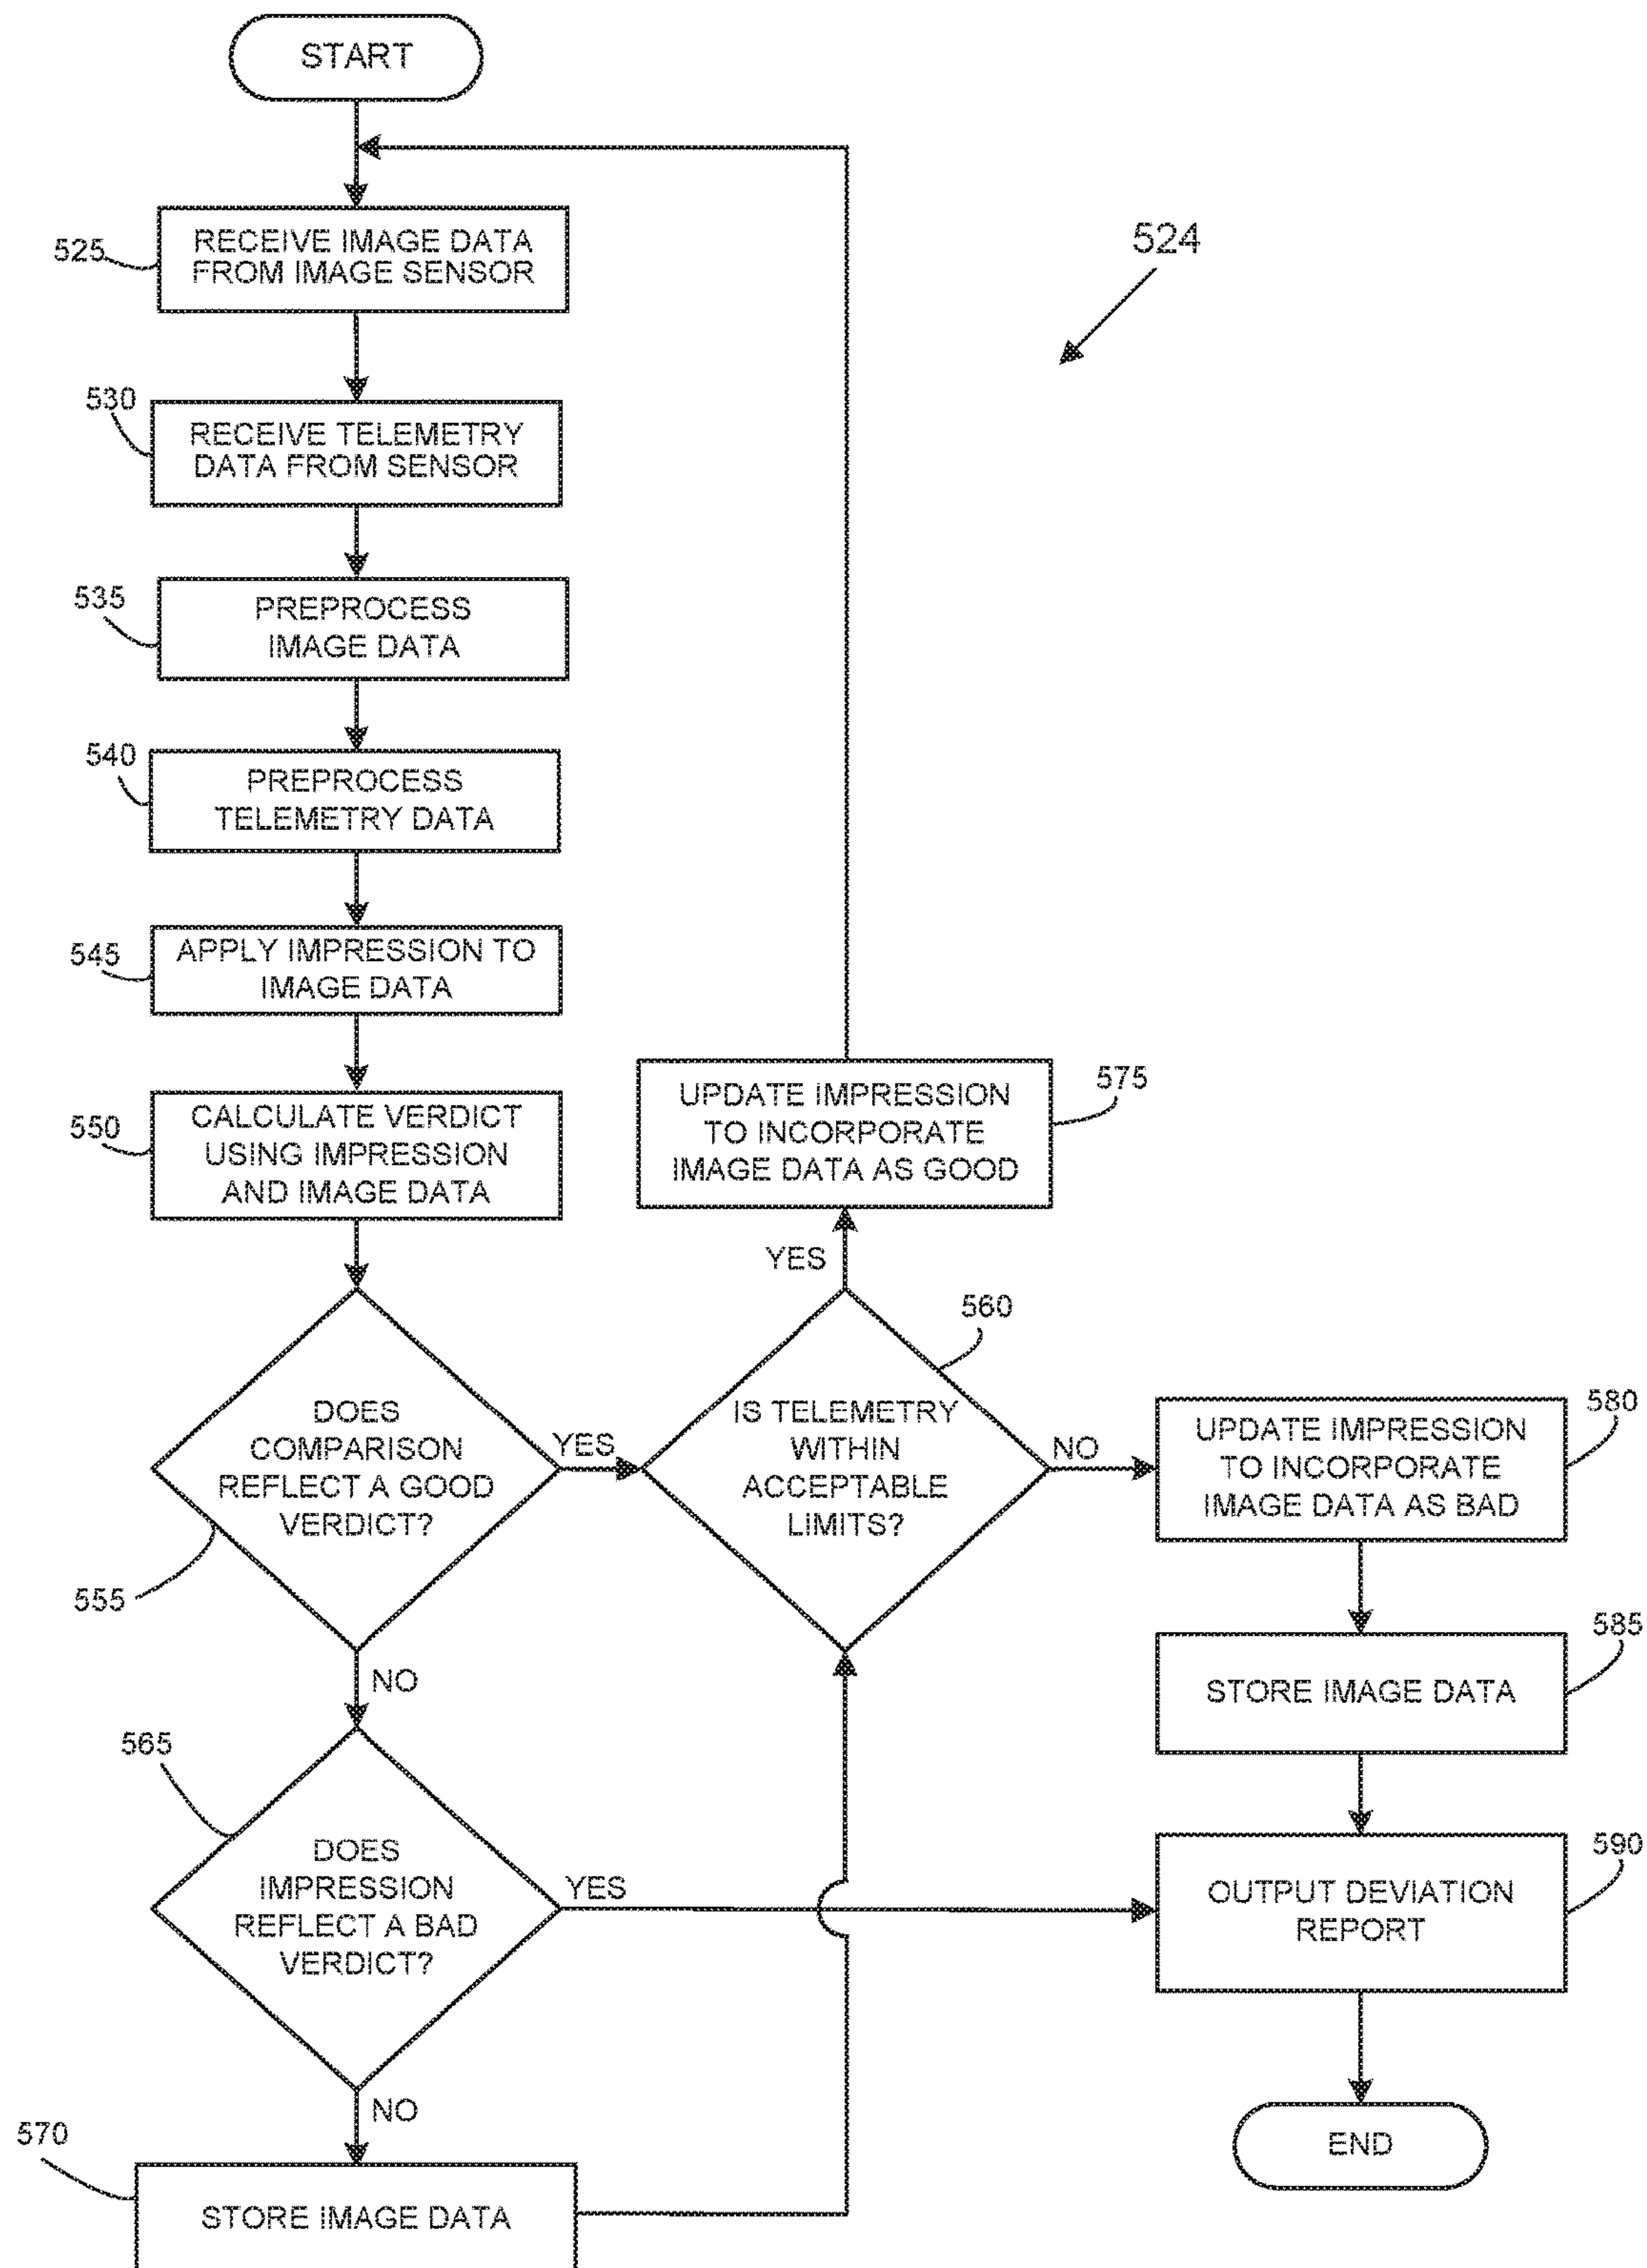 START
524
525
RECEIVE IMAGE DATA
FROM IMAGE SENSOR
530
RECEIVE TELEMETRY
DATA FROM SENSOR
535
PREPROCESS
IMAGE DATA
540
PREPROCESS
TELEMETRY DATA
545
APPLY IMPRESSION TO
IMAGE DATA
550
CALCULATE VERDICT
USING IMPRESSION
AND IMAGE DATA
575
UPDATE IMPRESSION
TO INCORPORATE
IMAGE DATA AS GOOD
YES
555
DOES
COMPARISON
REFLECT A GOOD
VERDICT?
YES
560
IS TELEMETRY
WITHIN
ACCEPTABLE
LIMITS?
NO
580
UPDATE IMPRESSION
TO INCORPORATE
IMAGE DATA AS BAD
NO
585
STORE IMAGE DATA
565
DOES
IMPRESSION
REFLECT A BAD
VERDICT?
YES
590
OUTPUT DEVIATION
REPORT
NO
END
570
STORE IMAGE DATA